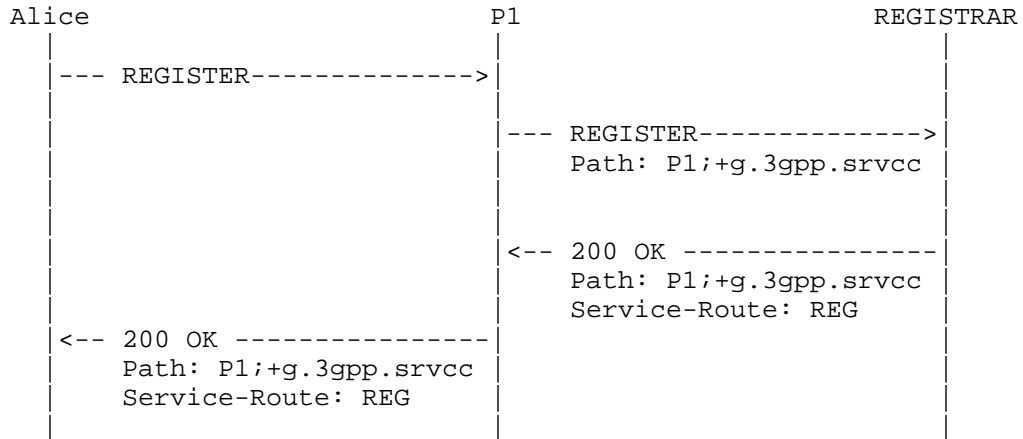 Alice P1 REGISTRAR
|--- REGISTER-------------->|
|--- REGISTER-------------->|
Path: P1;+g.3gpp.srvcc
|<-- 200 OK ----------------|
Path: P1;+g.3gpp.srvcc
Service-Route: REG
|<-- 200 OK ----------------|
Path: P1;+g.3gpp.srvcc
Service-Route: REG